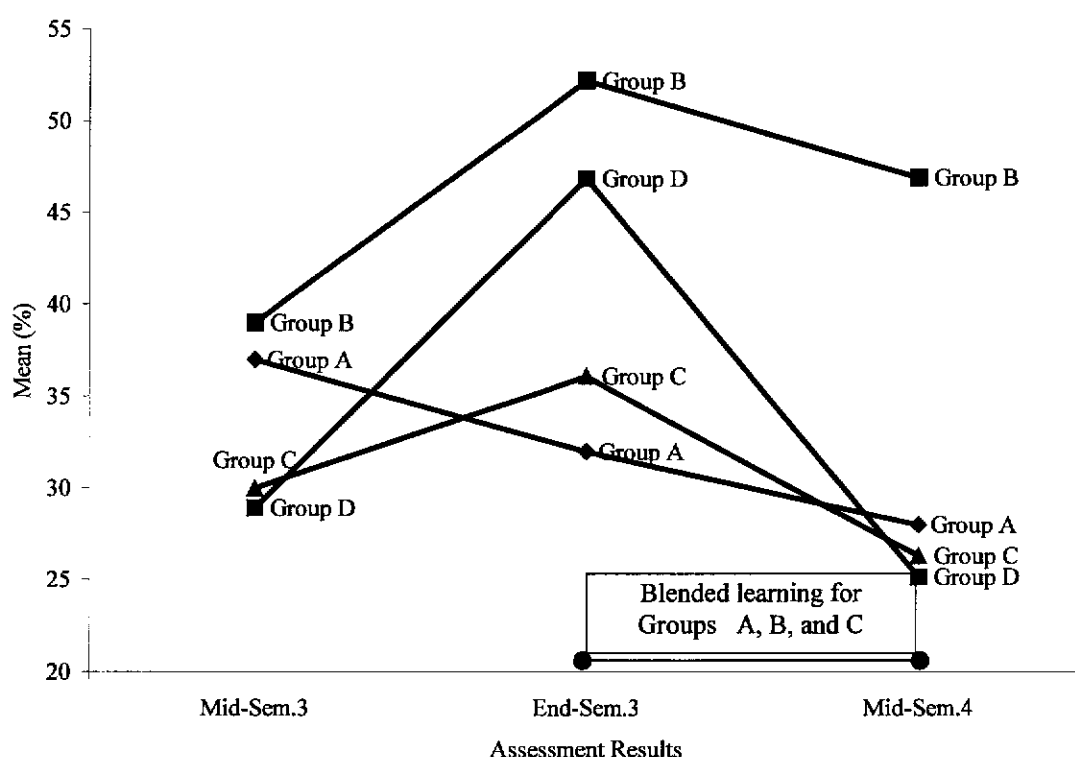 55
50
45
40
35
30
25
20
Mean (%)
Group B
Group B
Group D
Group B
Group B
Group A
Group C
Group C
Group A
Group D
Group A
Group C
Group D
Blended learning for
Groups A, B, and C
Mid-Sem.3 End-Sem.3 Mid-Sem.4
Assessment Results